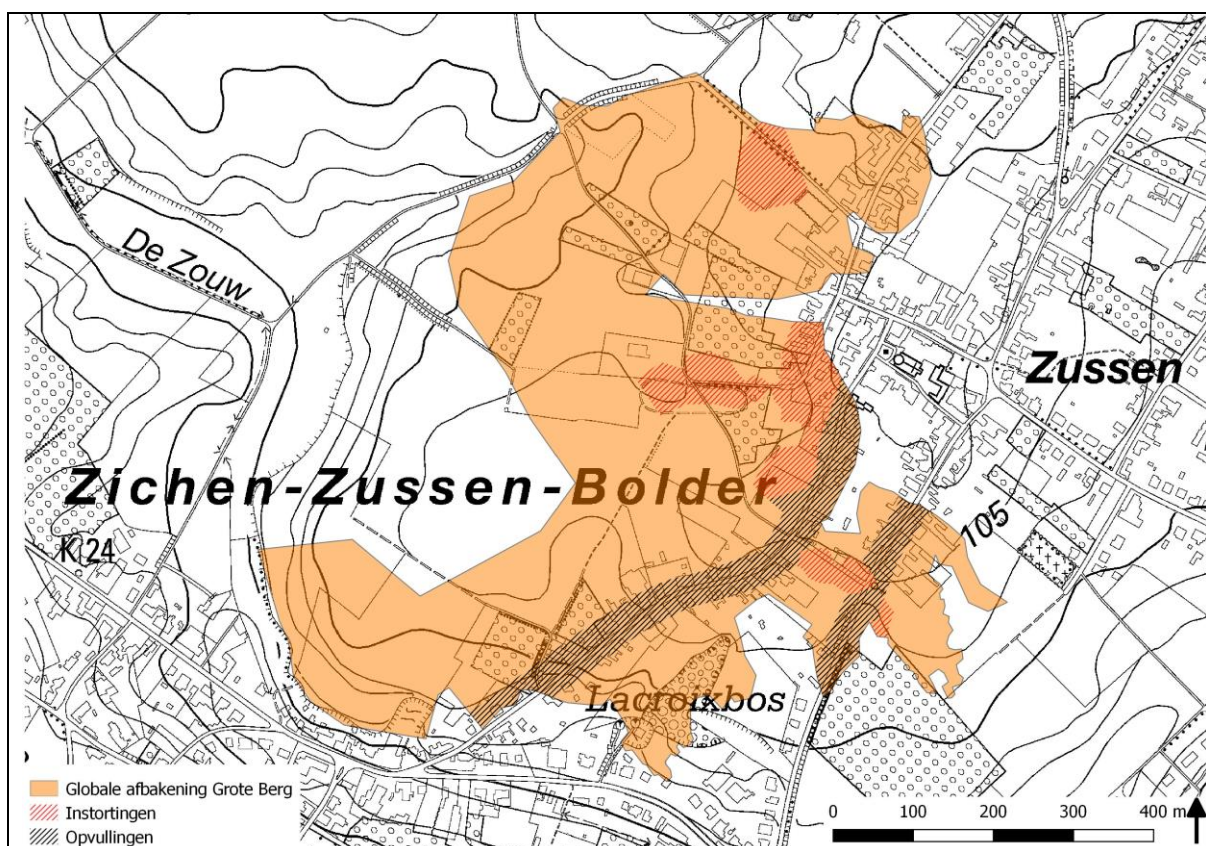 De Zouw
Zussen
Zichen-Zussen-Bolder
105
K 24
Lacroixbos
Globale afbakening Grote Berg
Instortingen
Opvullingen
0 100 200 300 400 m